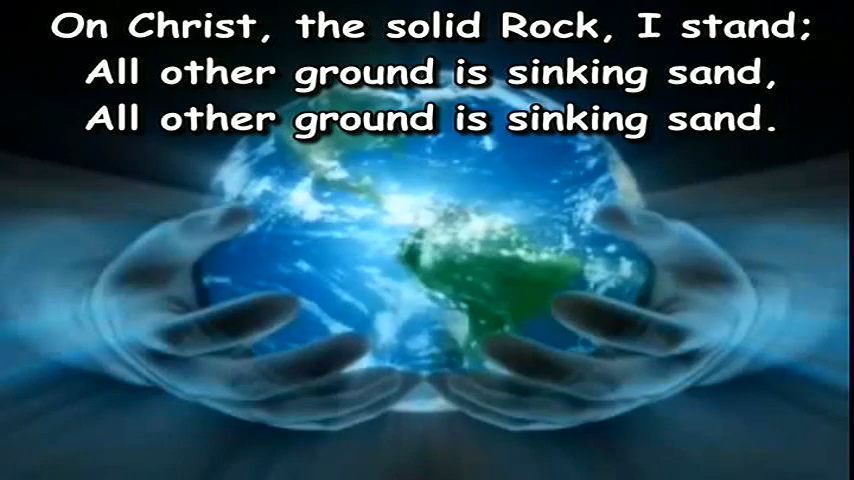 On Christ, the solid Rock, I stand;
All other ground is sinking sand,
All other ground is sinking sand.